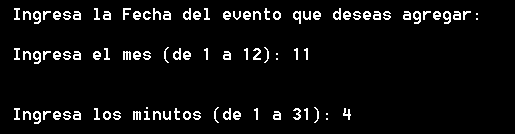 Ingresa la Fecha del evento que deseas agregar:
Ingresa el mes (de 1 a 12): 11
Ingresa los minutos (de 1 a 31): 4